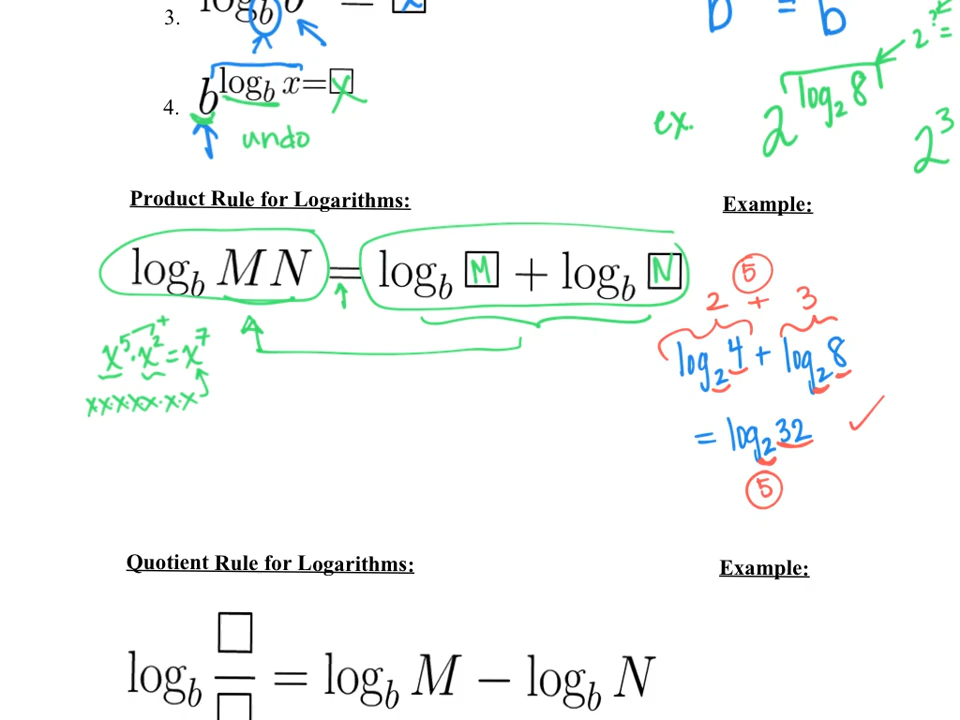 3. log_b b^x = x
b = b
4. b^{log_b x} = x
undo
ex. 2^{log_2 8}
2^? =
2^3
Product Rule for Logarithms:
Example:
log_b MN = log_b M + log_b N
5
2 + 3
x^5 · x^2 = x^7
+
x·x·x·x·x·x·x
log_2 4 + log_2 8
= log_2 32 ✓
5
Quotient Rule for Logarithms:
Example:
log_b □/□ = log_b M − log_b N